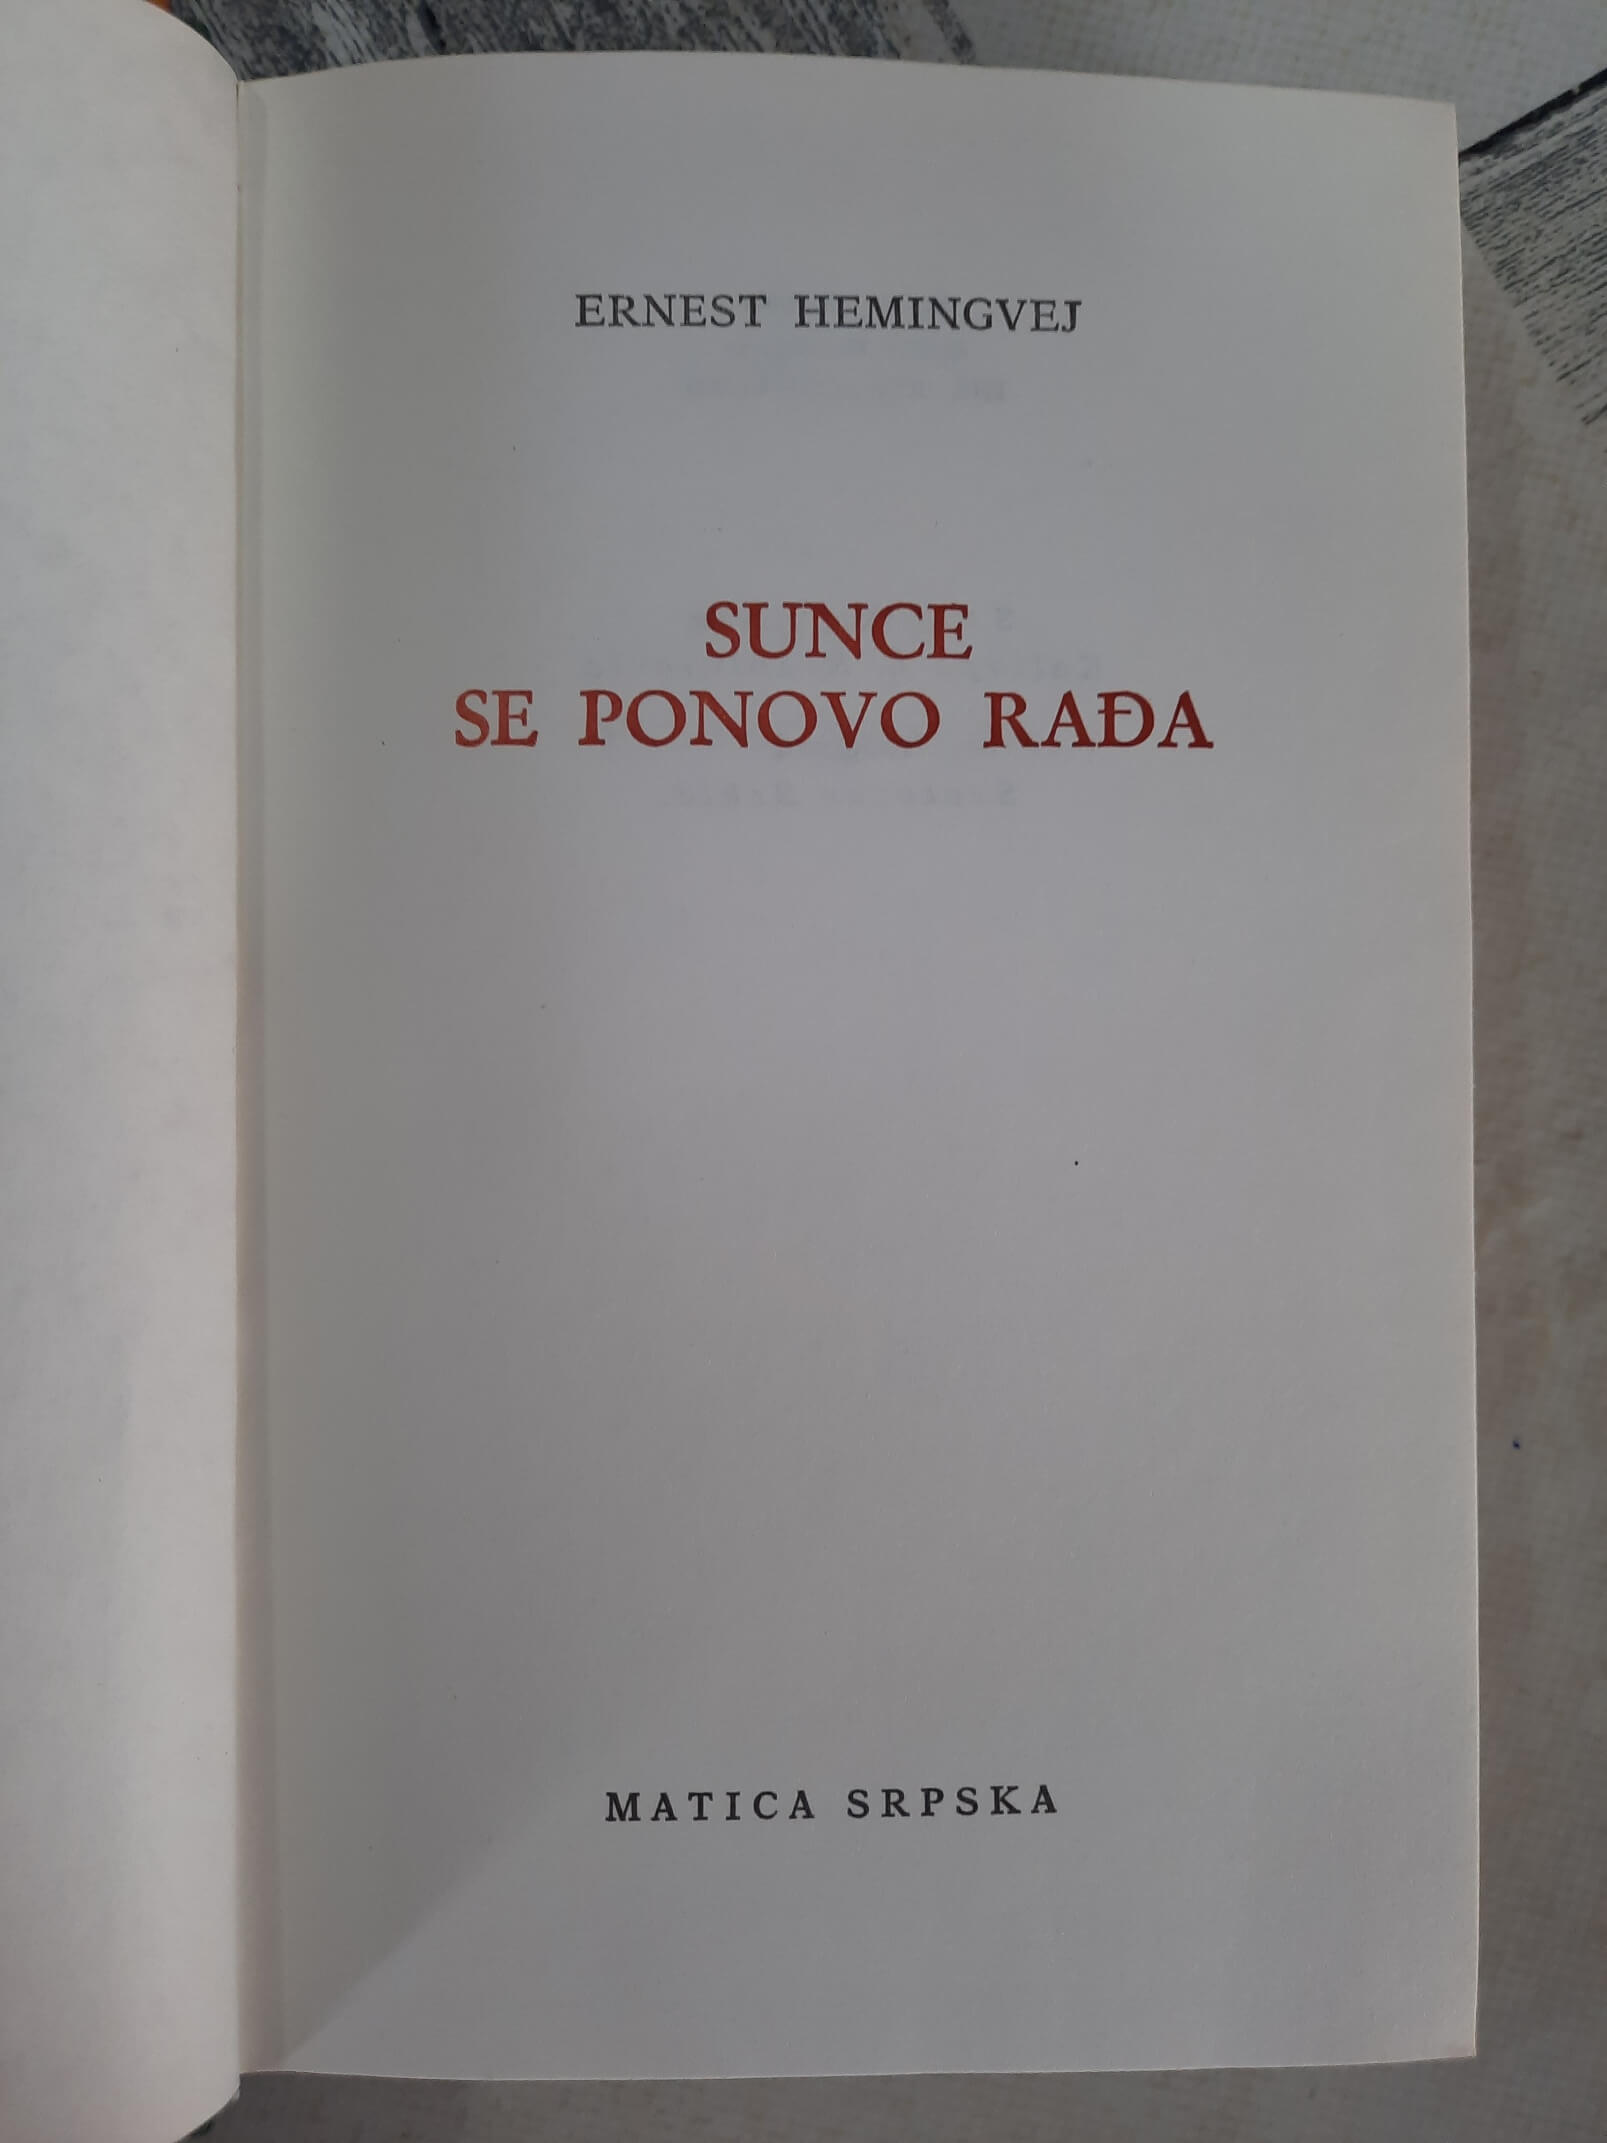 ERNEST HEMINGVEJ
SUNCE
SE PONOVO RAĐA
MATICA SRPSKA